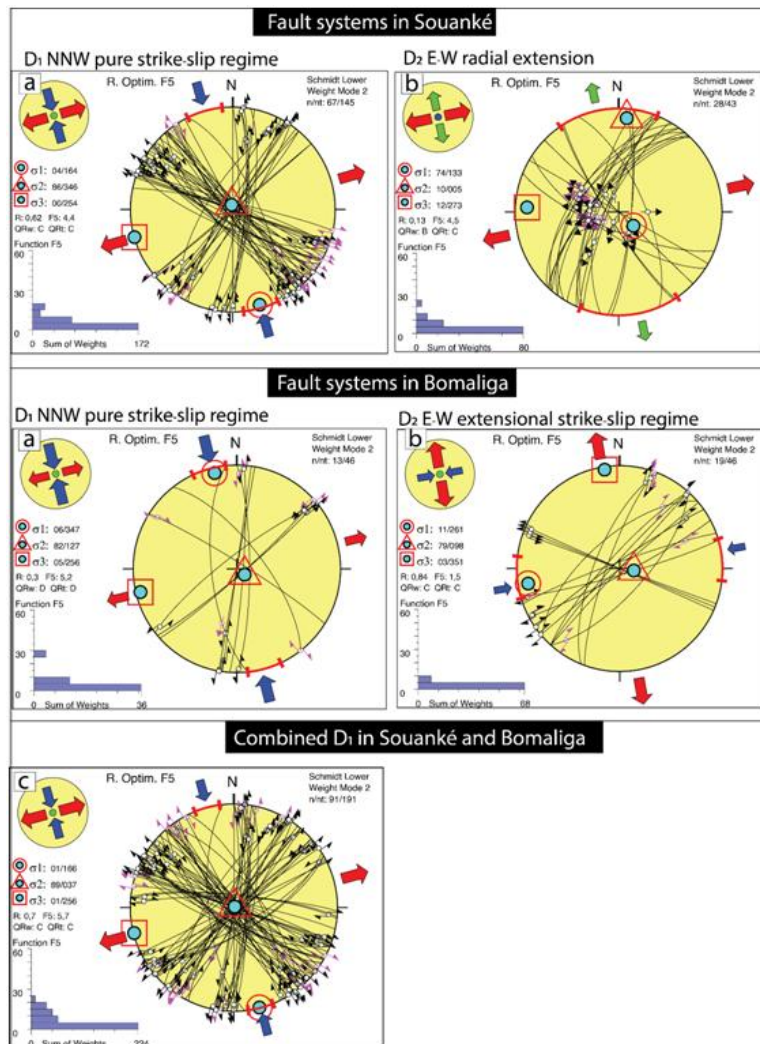 Fault systems in Souanké
D1 NNW pure strike-slip regime
a
R. Optim. F5
N
Schmidt Lower
Weight Mode 2
n/nt: 67/145
σ1: 04/164
σ2: 86/346
σ3: 00/254
R: 0,62 F5: 4,4
QRw: C QRt: C
Function F5
60
30
0
0 Sum of Weights 172
D2 E-W radial extension
b
R. Optim. F5
N
Schmidt Lower
Weight Mode 2
n/nt: 28/43
σ1: 74/133
σ2: 10/005
σ3: 12/273
R: 0,13 F5: 4,5
QRw: B QRt: C
Function F5
60
30
0
0 Sum of Weights 80
Fault systems in Bomaliga
D1 NNW pure strike-slip regime
a
R. Optim. F5
N
Schmidt Lower
Weight Mode 2
n/nt: 13/46
σ1: 06/347
σ2: 82/127
σ3: 05/256
R: 0,3 F5: 5,2
QRw: D QRt: D
Function F5
60
30
0
0 Sum of Weights 36
D2 E-W extensional strike-slip regime
b
R. Optim. F5
N
Schmidt Lower
Weight Mode 2
n/nt: 19/46
σ1: 11/261
σ2: 79/098
σ3: 03/351
R: 0,84 F5: 1,5
QRw: C QRt: C
Function F5
60
30
0
0 Sum of Weights 68
Combined D1 in Souanké and Bomaliga
c
R. Optim. F5
N
Schmidt Lower
Weight Mode 2
n/nt: 91/191
σ1: 01/166
σ2: 89/037
σ3: 01/256
R: 0,7 F5: 5,7
QRw: C QRt: C
Function F5
60
30
0
0 Sum of Weights 234